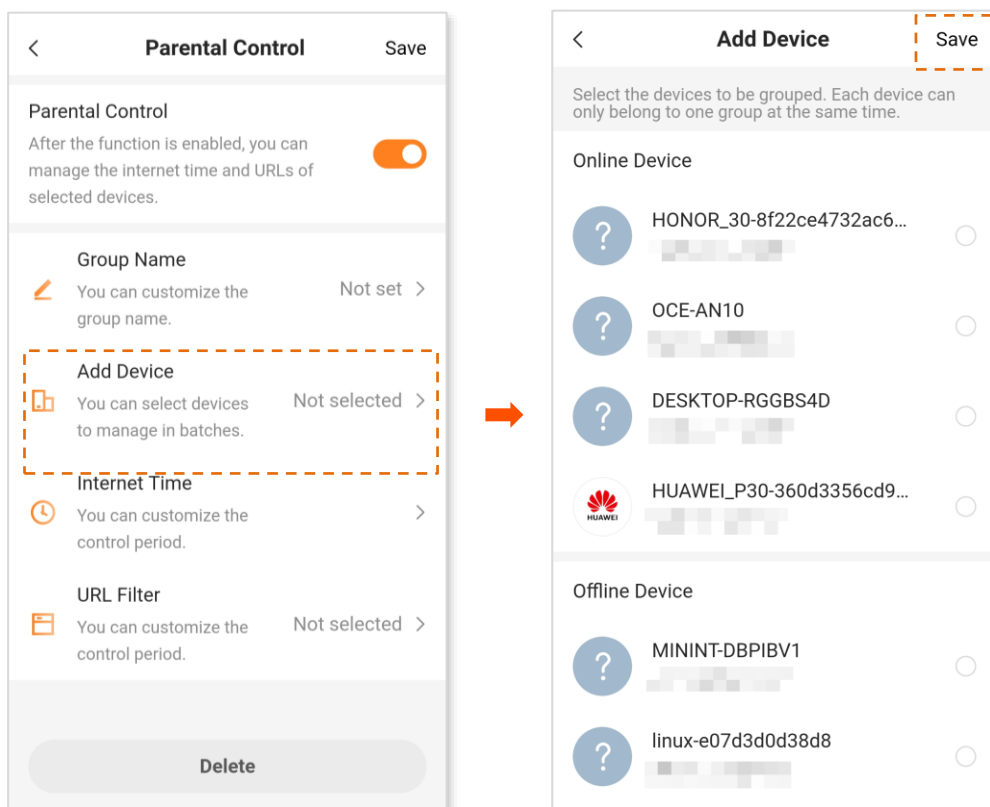 Parental Control
Save
Parental Control
After the function is enabled, you can
manage the internet time and URLs of
selected devices.
Group Name
You can customize the
group name.
Not set
Add Device
You can select devices
to manage in batches.
Not selected
Internet Time
You can customize the
control period.
URL Filter
You can customize the
control period.
Not selected
Delete
Add Device
Save
Select the devices to be grouped. Each device can
only belong to one group at the same time.
Online Device
?
HONOR_30-8f22ce4732ac6...
?
OCE-AN10
?
DESKTOP-RGGBS4D
HUAWEI
HUAWEI_P30-360d3356cd9...
Offline Device
?
MININT-DBPIBV1
?
linux-e07d3d0d38d8